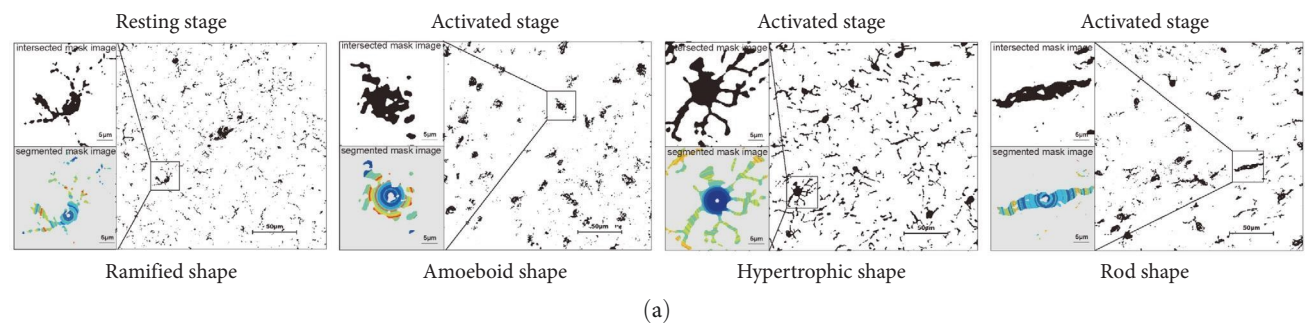 Resting stage
Activated stage
Activated stage
Activated stage
intersected mask image
5μm
segmented mask image
5μm
50μm
intersected mask image
5μm
segmented mask image
5μm
50μm
intersected mask image
5μm
segmented mask image
5μm
50μm
intersected mask image
5μm
segmented mask image
5μm
50μm
Ramified shape
Amoeboid shape
Hypertrophic shape
Rod shape
(a)